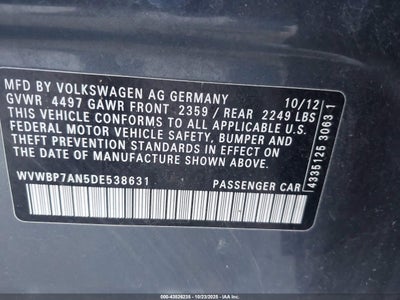 MFD BY VOLKSWAGEN AG GERMANY 10/12
GVWR 4497 GAWR FRONT 2359 / REAR 2249 LBS
THIS VEHICLE CONFORMS TO ALL APPLICABLE
FEDERAL MOTOR VEHICLE SAFETY, BUMPER AND
THEFT PREVENTION STANDARDS IN EFFECT ON THE
DATE OF MANUFACTURE SHOWN ABOVE
WVWBP7AN5DE538631 PASSENGER CAR
4335125 3063 1
000-43526235 - 10/23/2025 - IAA, Inc.